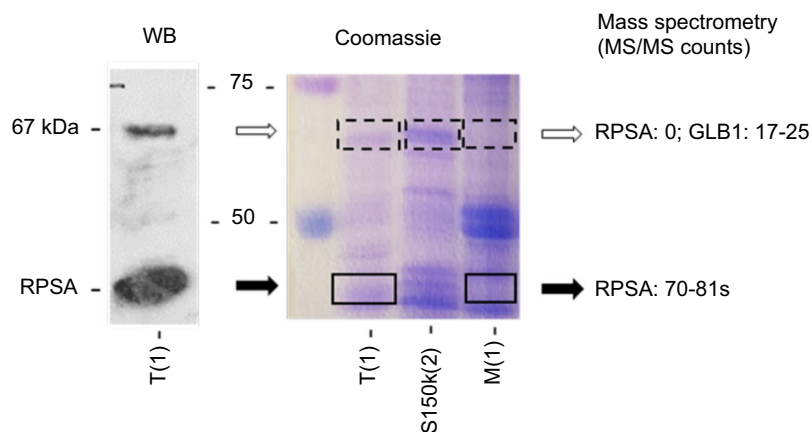 WB
Coomassie
Mass spectrometry
(MS/MS counts)
75
67 kDa
RPSA: 0; GLB1: 17-25
50
RPSA
RPSA: 70-81s
T(1)
T(1)
S150k(2)
M(1)